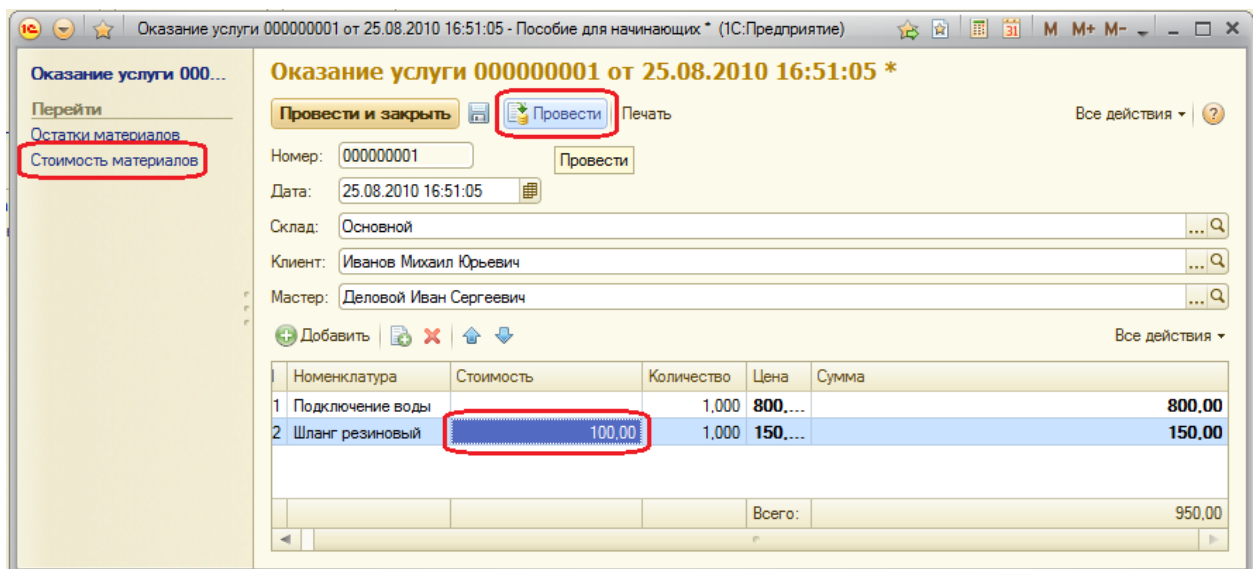 Оказание услуги 000000001 от 25.08.2010 16:51:05 - Пособие для начинающих * (1С:Предприятие)
31 M M+ M-
Оказание услуги 000...
Перейти
Остатки материалов
Стоимость материалов
Оказание услуги 000000001 от 25.08.2010 16:51:05 *
Провести и закрыть Провести Печать Все действия
Номер: 000000001
Провести
Дата: 25.08.2010 16:51:05
Склад: Основной ...
Клиент: Иванов Михаил Юрьевич ...
Мастер: Деловой Иван Сергеевич ...
Добавить Все действия
Номенклатура Стоимость Количество Цена Сумма
1 Подключение воды 1,000 800,... 800,00
2 Шланг резиновый 100,00 1,000 150,... 150,00
Всего: 950,00